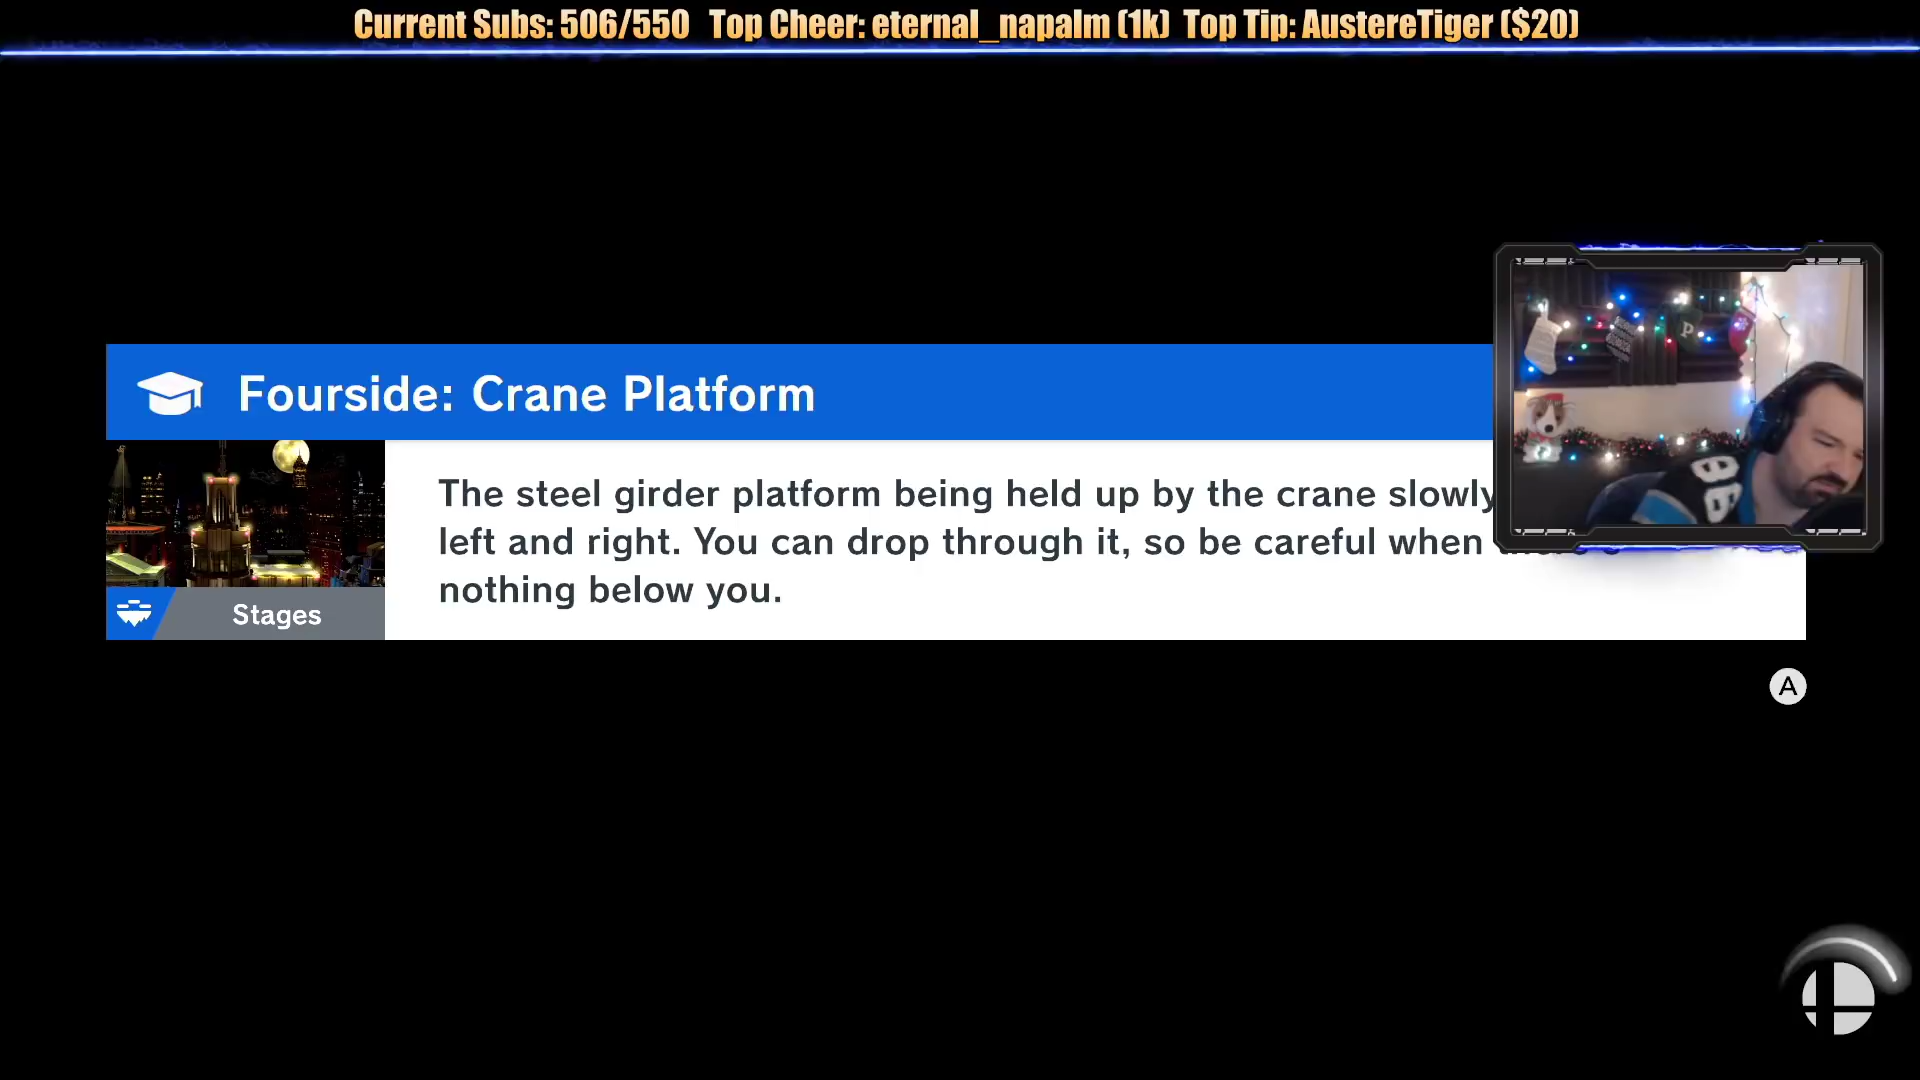 Current Subs: 506/550 Top Cheer: eternal_napalm (1k) Top Tip: AustereTiger ($20)
Fourside: Crane Platform
The steel girder platform being held up by the crane slowly
left and right. You can drop through it, so be careful when
nothing below you.
Stages
P
86
A